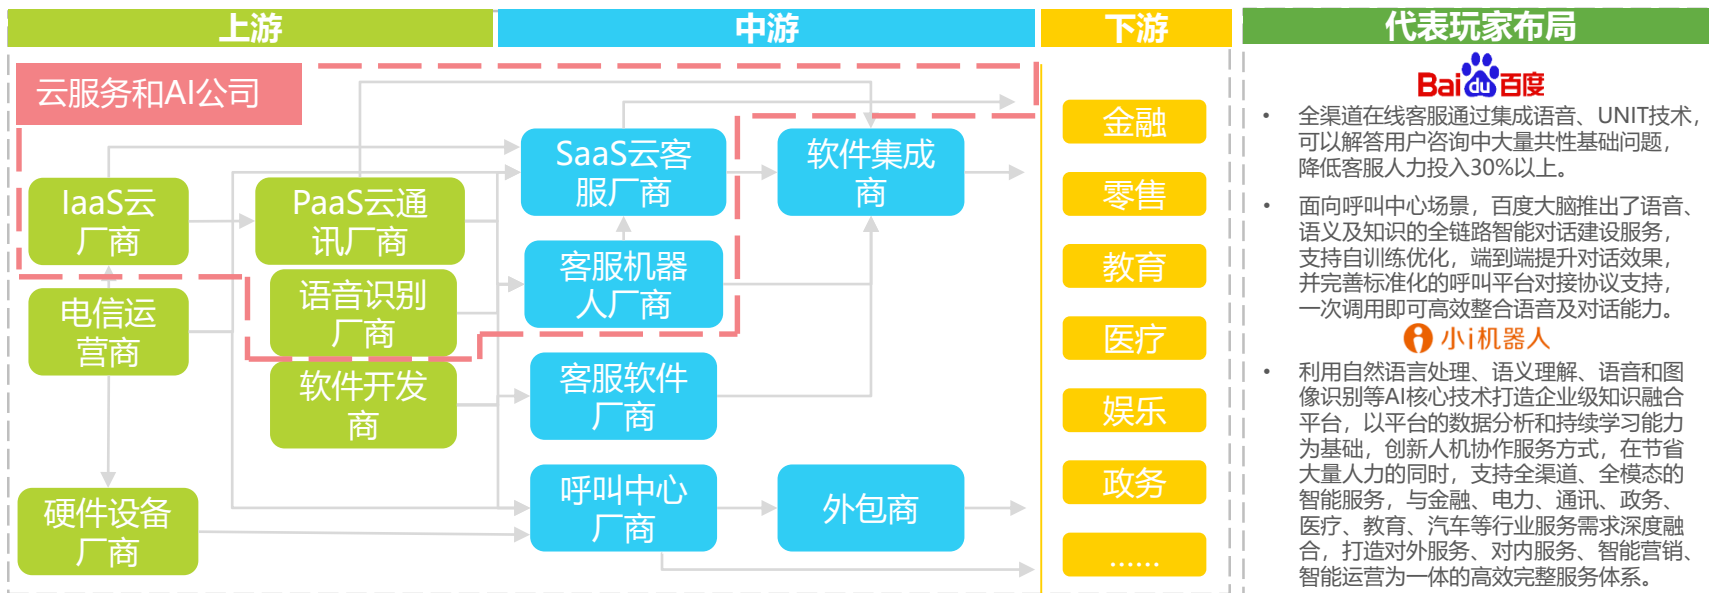 上游
中游
下游
代表玩家布局
云服务和AI公司
IaaS云
厂商
PaaS云通
讯厂商
语音识别
厂商
电信运
营商
软件开发
商
硬件设备
厂商
SaaS云客
服厂商
软件集成
商
客服机器
人厂商
客服软件
厂商
呼叫中心
厂商
外包商
金融
零售
教育
医疗
娱乐
政务
......
Bai du 百度
• 全渠道在线客服通过集成语音、UNIT技术，
可以解答用户咨询中大量共性基础问题，
降低客服人力投入30%以上。
• 面向呼叫中心场景，百度大脑推出了语音、
语义及知识的全链路智能对话建设服务，
支持自训练优化，端到端提升对话效果，
并完善标准化的呼叫平台对接协议支持，
一次调用即可高效整合语音及对话能力。
小i机器人
• 利用自然语言处理、语义理解、语音和图
像识别等AI核心技术打造企业级知识融合
平台，以平台的数据分析和持续学习能力
为基础，创新人机协作服务方式，在节省
大量人力的同时，支持全渠道、全模态的
智能服务，与金融、电力、通讯、政务、
医疗、教育、汽车等行业服务需求深度融
合，打造对外服务、对内服务、智能营销、
智能运营为一体的高效完整服务体系。